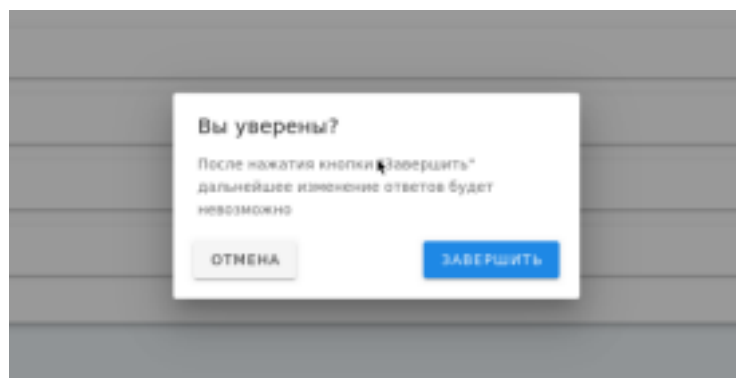 Вы уверены?
После нажатия кнопки "Завершить"
дальнейшее изменение ответов будет
невозможно
ОТМЕНА
ЗАВЕРШИТЬ